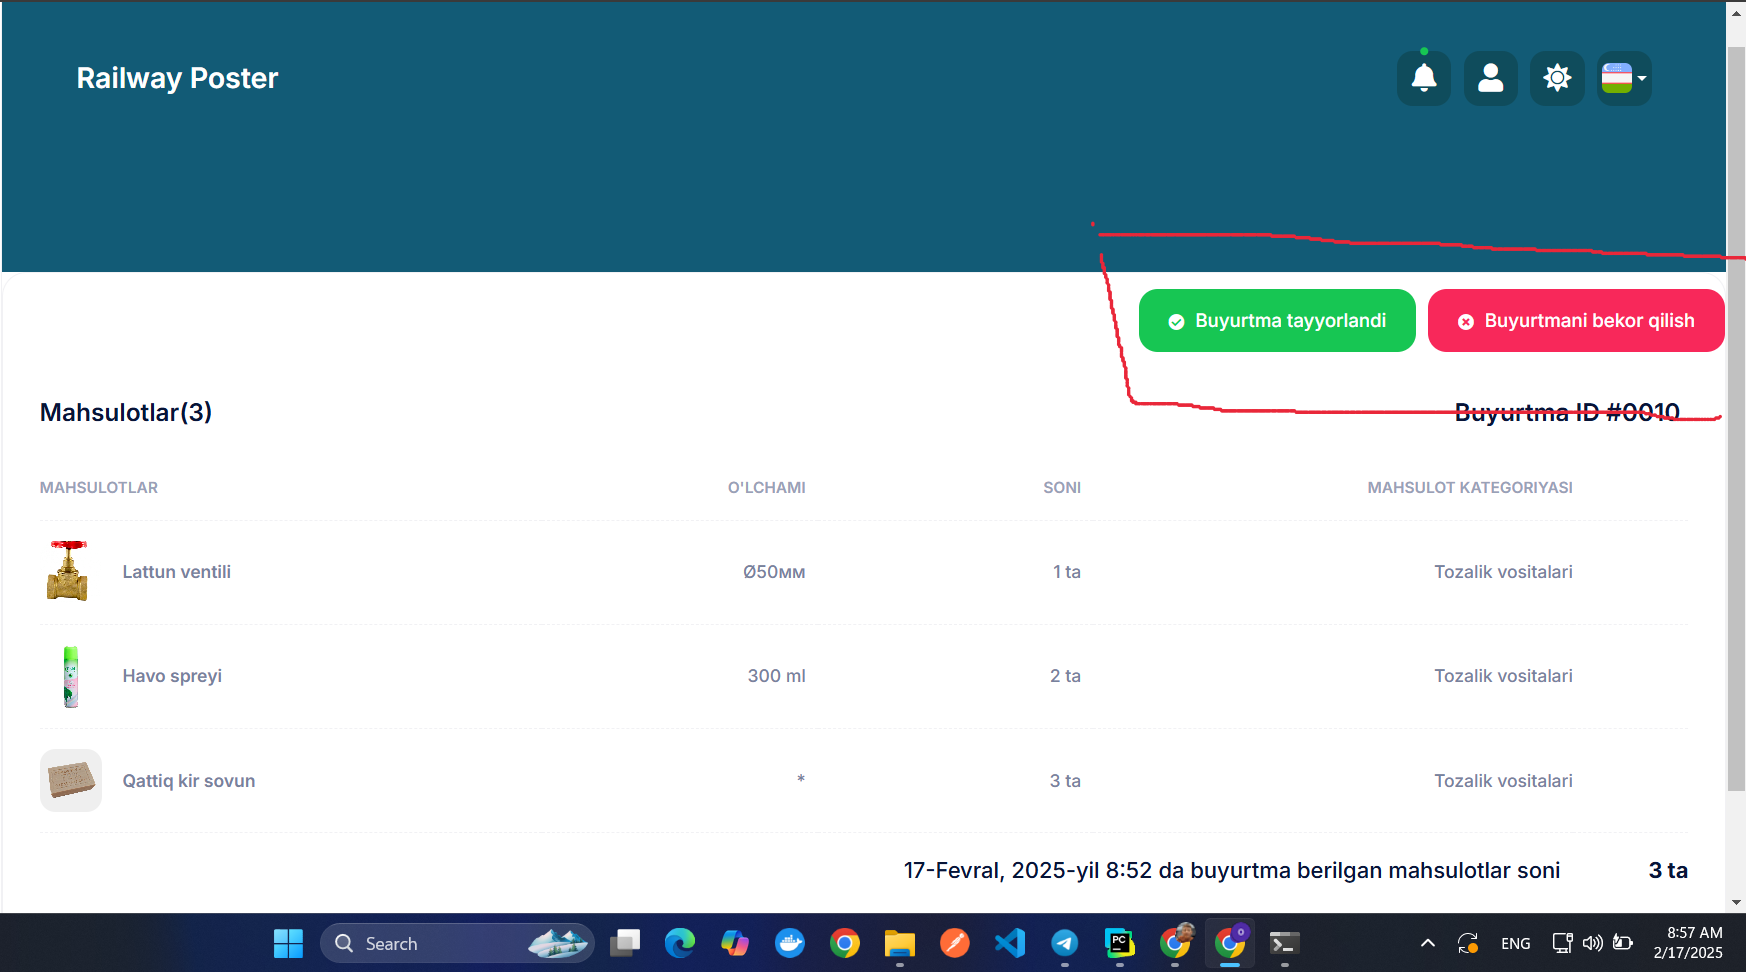 Railway Poster
Buyurtma tayyorlandi
Buyurtmani bekor qilish
Mahsulotlar(3)
Buyurtma ID #0010
MAHSULOTLAR O'LCHAMI SONI MAHSULOT KATEGORIYASI
Lattun ventili Ø50мм 1 ta Tozalik vositalari
Havo spreyi 300 ml 2 ta Tozalik vositalari
Qattiq kir sovun * 3 ta Tozalik vositalari
17-Fevral, 2025-yil 8:52 da buyurtma berilgan mahsulotlar soni 3 ta
Search
PC
ENG
8:57 AM
2/17/2025